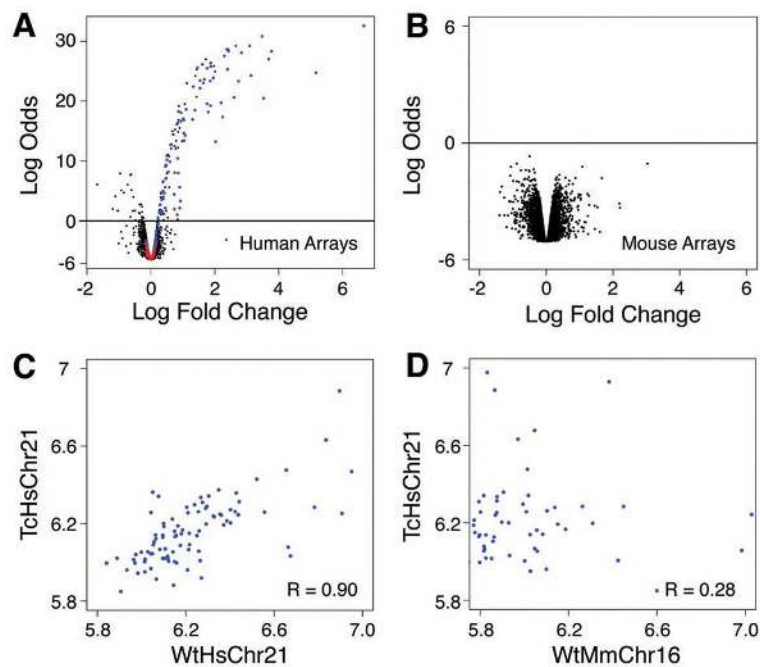 A
B
Log Odds
30
20
10
0
-6
Human Arrays
-2 0 2 4 6
Log Fold Change
Log Odds
6
0
-6
Mouse Arrays
-2 0 2 4 6
Log Fold Change
C
D
TcHsChr21
7
6.6
6.2
5.8
R = 0.90
5.8 6.2 6.6 7.0
WtHsChr21
TcHsChr21
7
6.6
6.2
5.8
R = 0.28
5.8 6.2 6.6 7.0
WtMmChr16